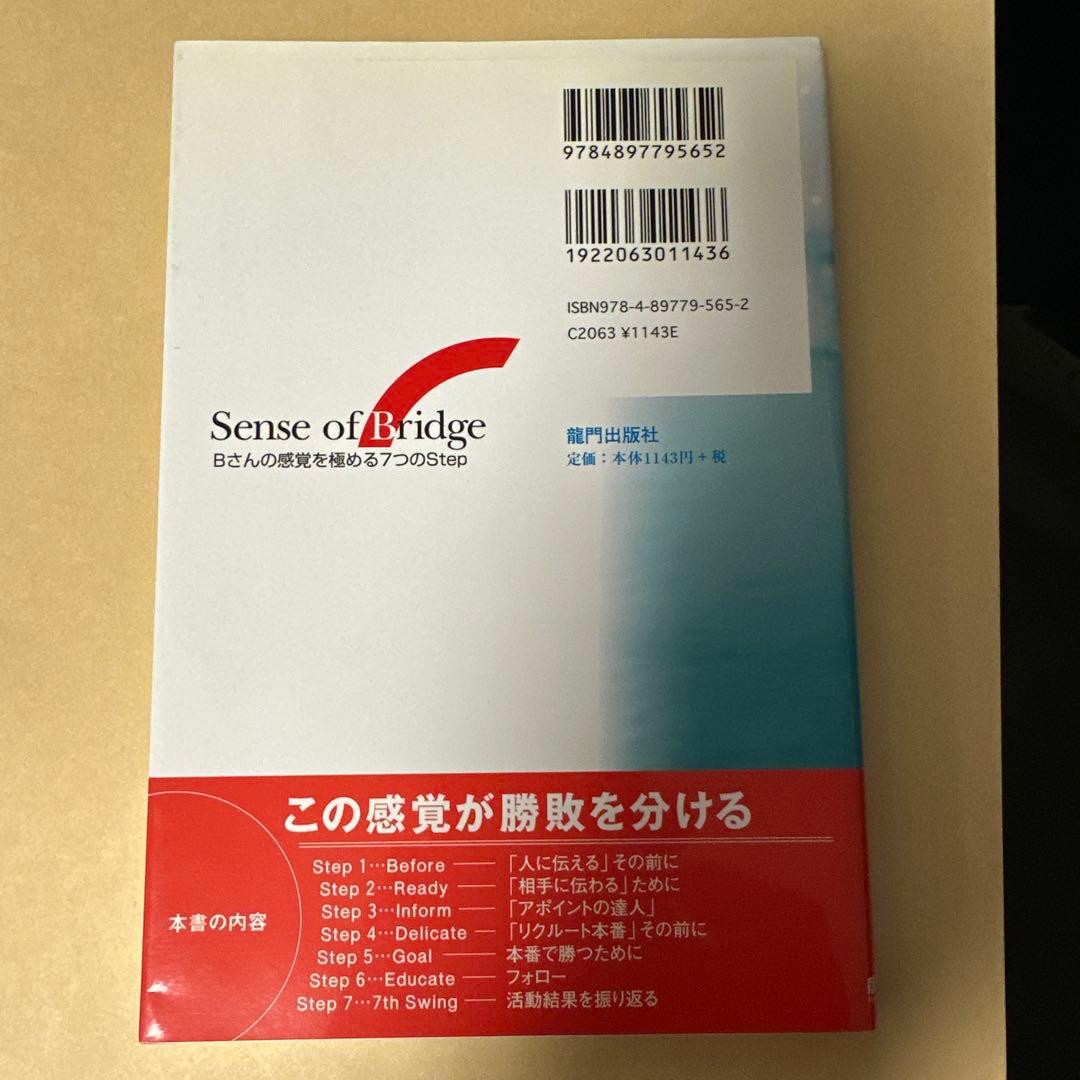 9784897795652
1922063011436
ISBN978-4-89779-565-2
C2063 ¥1143E
Sense of Bridge
Bさんの感覚を極める7つのStep
龍門出版社
定価：本体1143円＋税
この感覚が勝敗を分ける
本書の内容
Step 1…Before ―― 「人に伝える」その前に
Step 2…Ready ―― 「相手に伝わる」ために
Step 3…Inform ―― 「アポイントの達人」
Step 4…Delicate ―― 「リクルート本番」その前に
Step 5…Goal ―― 本番で勝つために
Step 6…Educate ―― フォロー
Step 7…7th Swing ―― 活動結果を振り返る